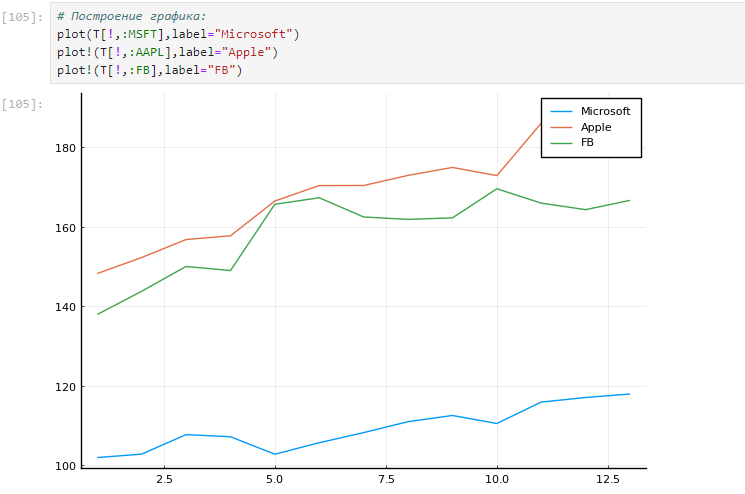 [105]: # Построение графика:
plot(T[!,:MSFT],label="Microsoft")
plot!(T[!,:AAPL],label="Apple")
plot!(T[!,:FB],label="FB")
[105]:
Microsoft
Apple
FB
180
160
140
120
100
2.5 5.0 7.5 10.0 12.5